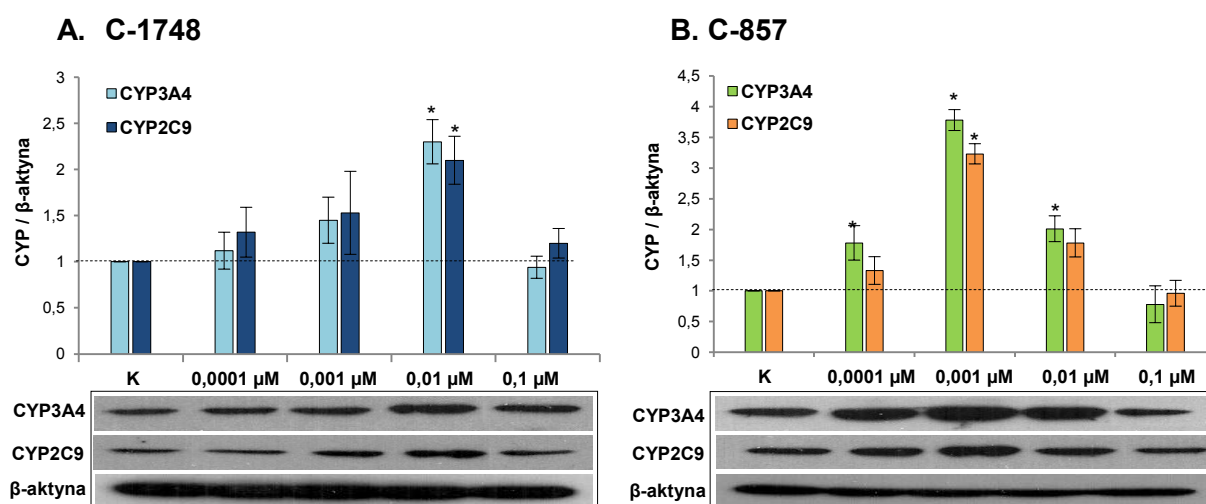 A. C-1748
3
2,5
2
1,5
1
0,5
0
CYP / β-aktyna
CYP3A4
CYP2C9
* *
K 0,0001 µM 0,001 µM 0,01 µM 0,1 µM
CYP3A4
CYP2C9
β-aktyna
B. C-857
4,5
4
3,5
3
2,5
2
1,5
1
0,5
0
CYP / β-aktyna
CYP3A4
CYP2C9
*
*
*
*
K 0,0001 µM 0,001 µM 0,01 µM 0,1 µM
CYP3A4
CYP2C9
β-aktyna